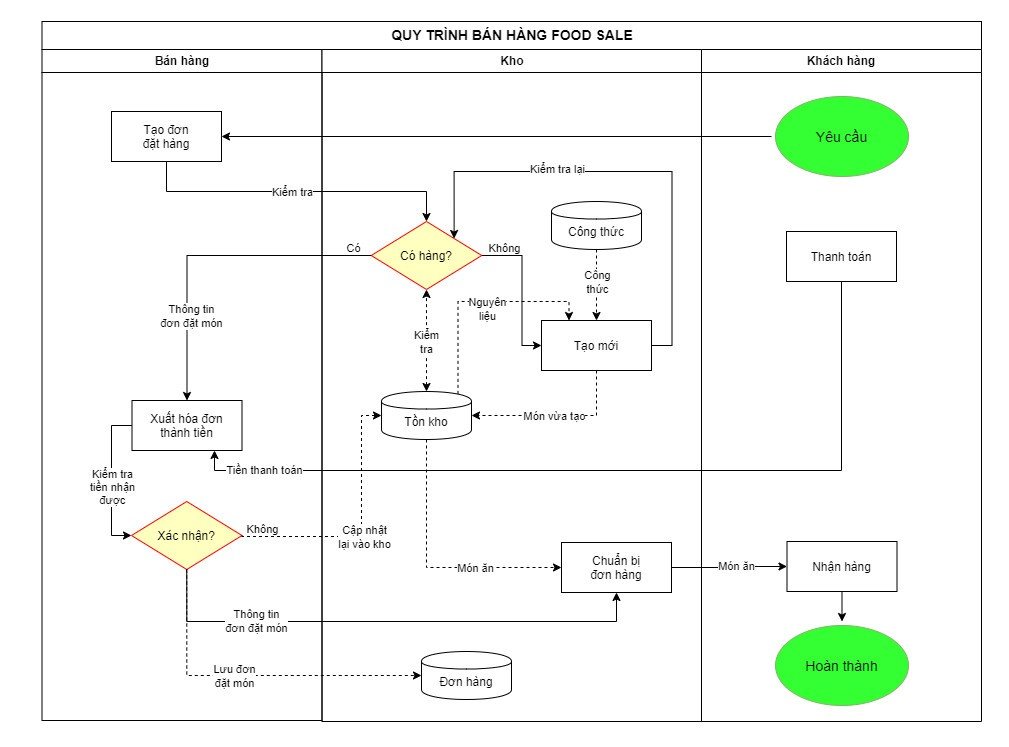 QUY TRÌNH BÁN HÀNG FOOD SALE
Bán hàng
Kho
Khách hàng
Tạo đơn
đặt hàng
Yêu cầu
Kiểm tra lại
Kiểm tra
Công thức
Có
Có hàng?
Không
Thanh toán
Công
thức
Nguyên
liệu
Thông tin
đơn đặt món
Kiểm
tra
Tạo mới
Xuất hóa đơn
thành tiền
Tồn kho
Món vừa tạo
Tiền thanh toán
Kiểm tra
tiền nhận
được
Xác nhận?
Không
Cập nhật
lại vào kho
Món ăn
Chuẩn bị
đơn hàng
Món ăn
Nhận hàng
Thông tin
đơn đặt món
Lưu đơn
đặt món
Đơn hàng
Hoàn thành